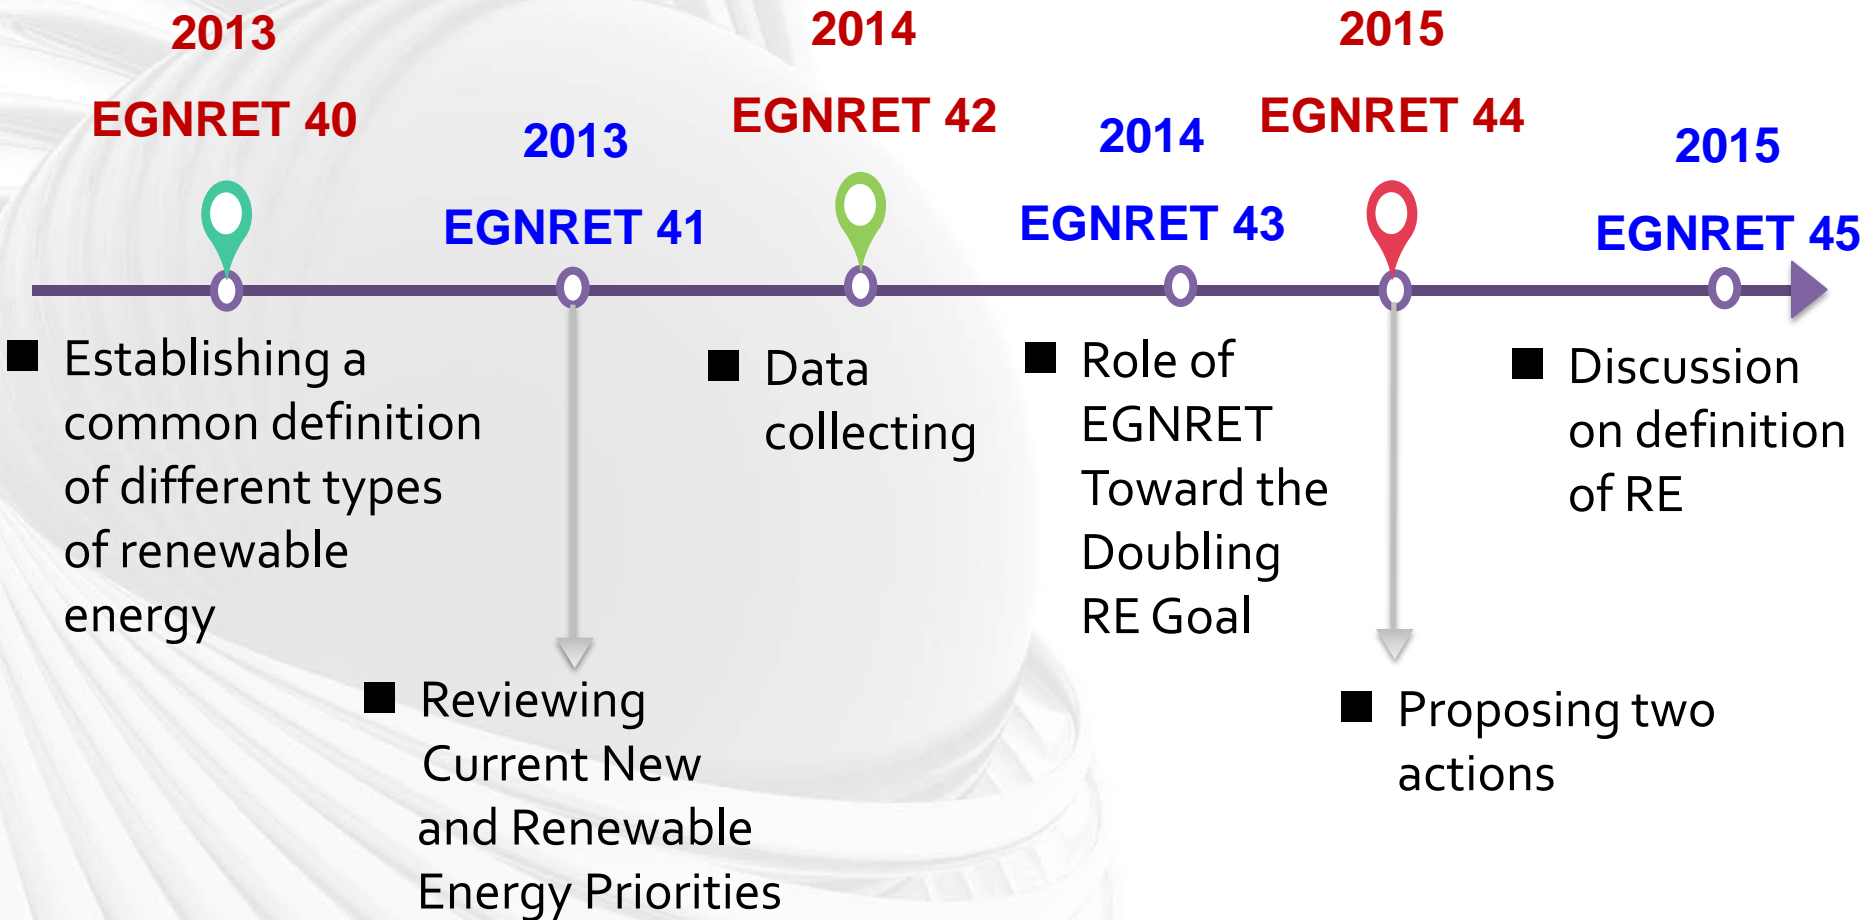 2013
EGNRET 40
2013
EGNRET 41
2014
EGNRET 42
2014
EGNRET 43
2015
EGNRET 44
2015
EGNRET 45
■ Establishing a
common definition
of different types
of renewable
energy
■ Reviewing
Current New
and Renewable
Energy Priorities
■ Data
collecting
■ Role of
EGNRET
Toward the
Doubling
RE Goal
■ Proposing two
actions
■ Discussion
on definition
of RE